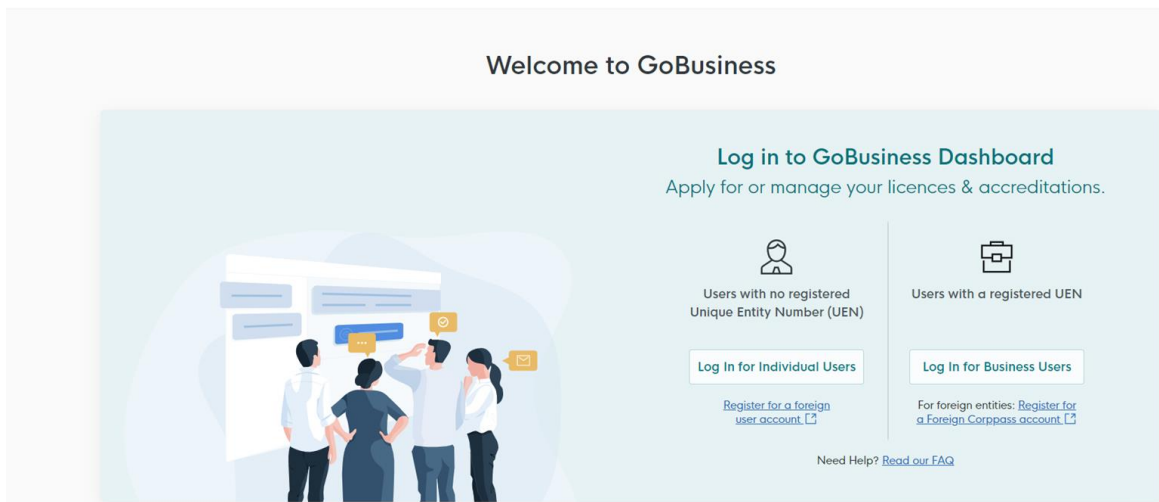 Welcome to GoBusiness
Log in to GoBusiness Dashboard
Apply for or manage your licences & accreditations.
Users with no registered
Unique Entity Number (UEN)
Log In for Individual Users
Register for a foreign
user account
Users with a registered UEN
Log In for Business Users
For foreign entities: Register for
a Foreign Corppass account
Need Help? Read our FAQ